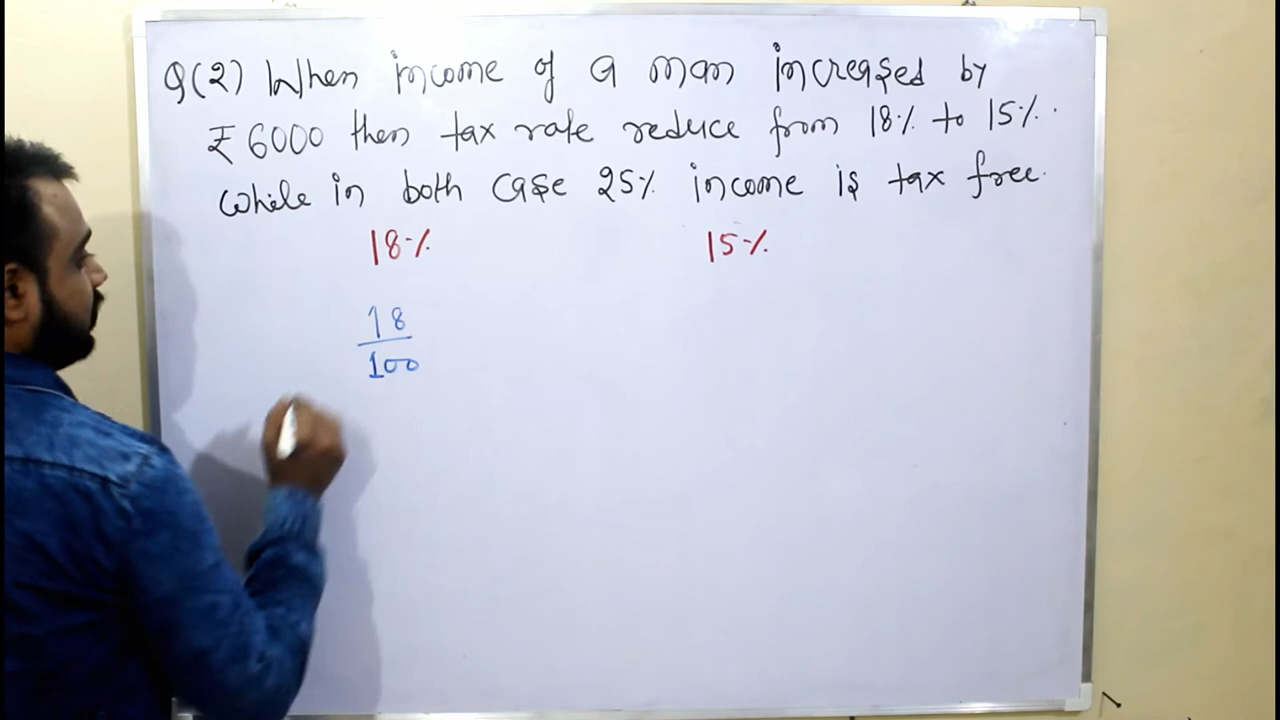 Q(2) When income of a man increased by
₹ 6000 then tax rate reduce from 18% to 15%.
While in both case 25% income is tax free.
18% 15%
18
100